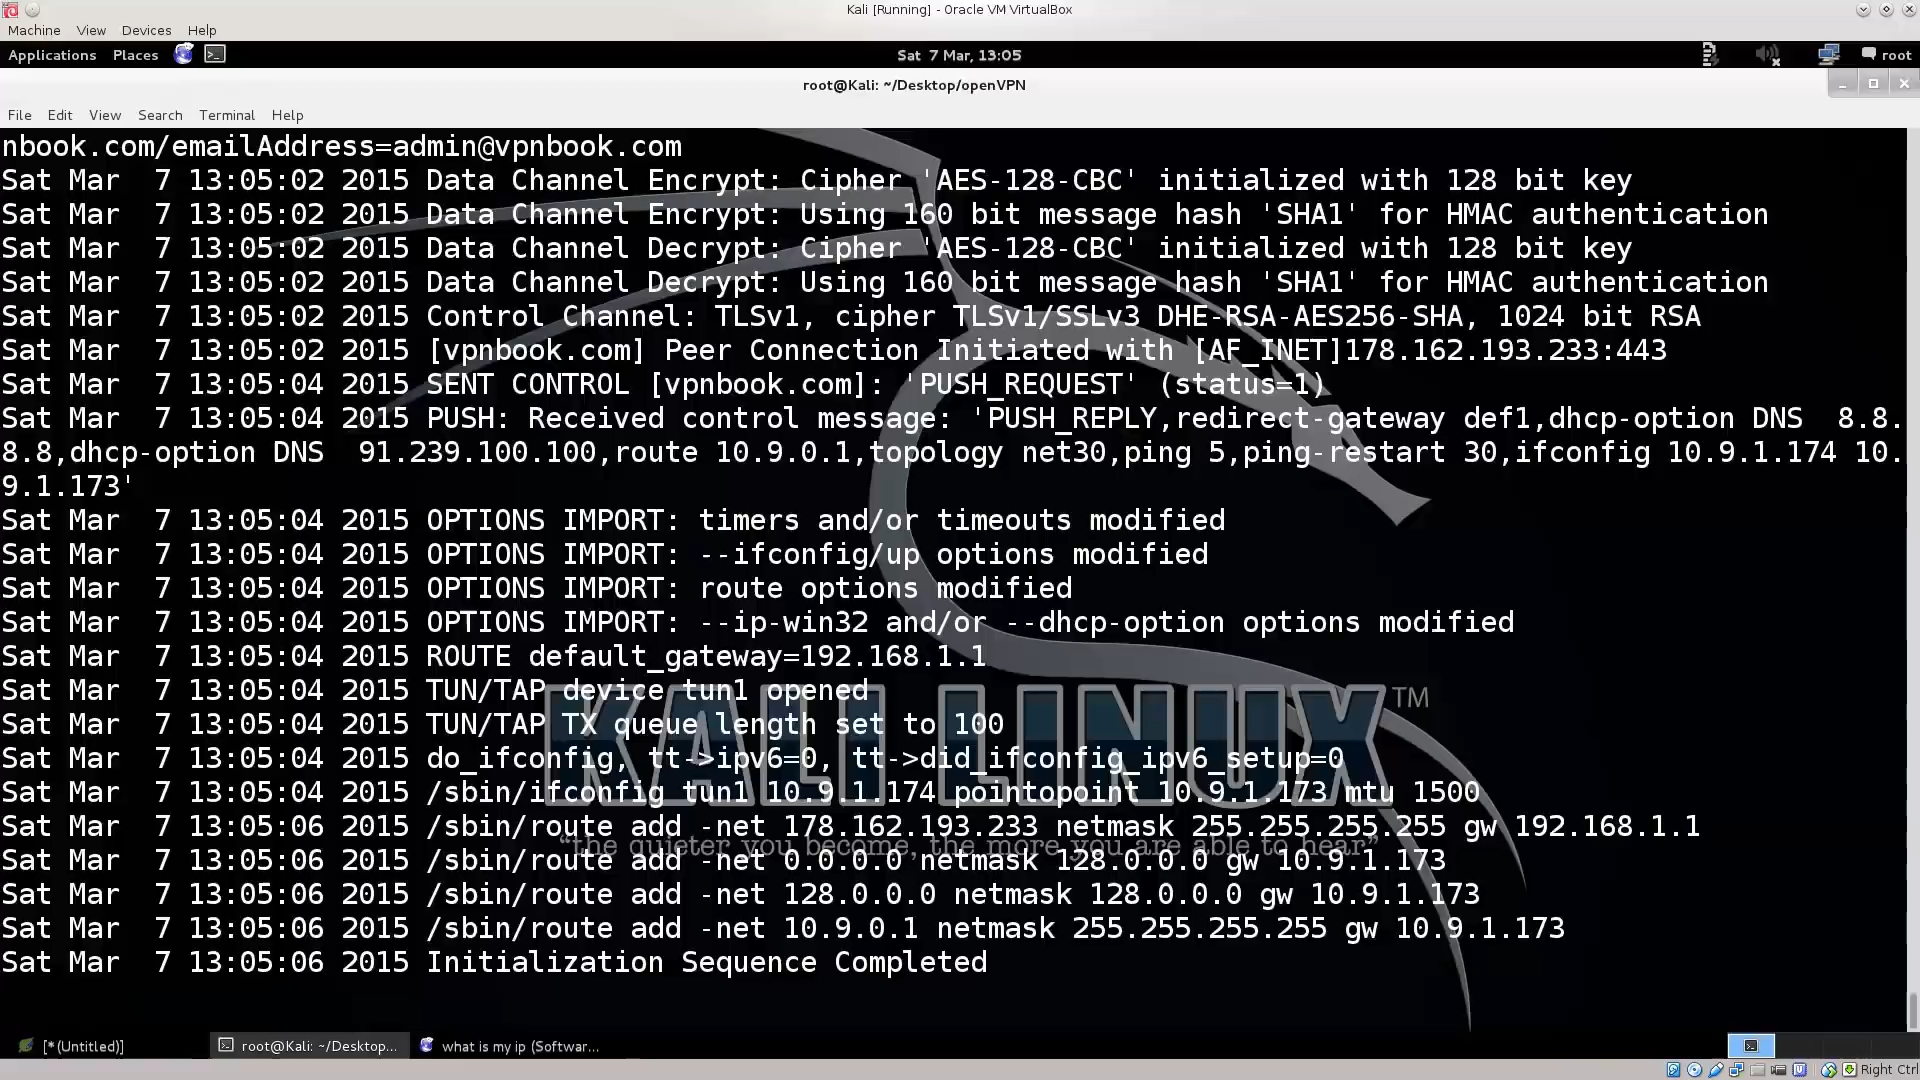 Kali [Running] - Oracle VM VirtualBox
Machine View Devices Help
Applications Places Sat 7 Mar, 13:05 root
root@Kali: ~/Desktop/openVPN
File Edit View Search Terminal Help
nbook.com/emailAddress=admin@vpnbook.com
Sat Mar  7 13:05:02 2015 Data Channel Encrypt: Cipher 'AES-128-CBC' initialized with 128 bit key
Sat Mar  7 13:05:02 2015 Data Channel Encrypt: Using 160 bit message hash 'SHA1' for HMAC authentication
Sat Mar  7 13:05:02 2015 Data Channel Decrypt: Cipher 'AES-128-CBC' initialized with 128 bit key
Sat Mar  7 13:05:02 2015 Data Channel Decrypt: Using 160 bit message hash 'SHA1' for HMAC authentication
Sat Mar  7 13:05:02 2015 Control Channel: TLSv1, cipher TLSv1/SSLv3 DHE-RSA-AES256-SHA, 1024 bit RSA
Sat Mar  7 13:05:02 2015 [vpnbook.com] Peer Connection Initiated with [AF_INET]178.162.193.233:443
Sat Mar  7 13:05:04 2015 SENT CONTROL [vpnbook.com]: 'PUSH_REQUEST' (status=1)
Sat Mar  7 13:05:04 2015 PUSH: Received control message: 'PUSH_REPLY,redirect-gateway def1,dhcp-option DNS  8.8.
8.8,dhcp-option DNS  91.239.100.100,route 10.9.0.1,topology net30,ping 5,ping-restart 30,ifconfig 10.9.1.174 10.
9.1.173'
Sat Mar  7 13:05:04 2015 OPTIONS IMPORT: timers and/or timeouts modified
Sat Mar  7 13:05:04 2015 OPTIONS IMPORT: --ifconfig/up options modified
Sat Mar  7 13:05:04 2015 OPTIONS IMPORT: route options modified
Sat Mar  7 13:05:04 2015 OPTIONS IMPORT: --ip-win32 and/or --dhcp-option options modified
Sat Mar  7 13:05:04 2015 ROUTE default_gateway=192.168.1.1
Sat Mar  7 13:05:04 2015 TUN/TAP device tun1 opened
Sat Mar  7 13:05:04 2015 TUN/TAP TX queue length set to 100
Sat Mar  7 13:05:04 2015 do_ifconfig, tt->ipv6=0, tt->did_ifconfig_ipv6_setup=0
Sat Mar  7 13:05:04 2015 /sbin/ifconfig tun1 10.9.1.174 pointopoint 10.9.1.173 mtu 1500
Sat Mar  7 13:05:06 2015 /sbin/route add -net 178.162.193.233 netmask 255.255.255.255 gw 192.168.1.1
Sat Mar  7 13:05:06 2015 /sbin/route add -net 0.0.0.0 netmask 128.0.0.0 gw 10.9.1.173
Sat Mar  7 13:05:06 2015 /sbin/route add -net 128.0.0.0 netmask 128.0.0.0 gw 10.9.1.173
Sat Mar  7 13:05:06 2015 /sbin/route add -net 10.9.0.1 netmask 255.255.255.255 gw 10.9.1.173
Sat Mar  7 13:05:06 2015 Initialization Sequence Completed
KALI LINUX™
“the quieter you become, the more you are able to hear”
[*(Untitled)] root@Kali: ~/Desktop... what is my ip (Softwar...
Right Ctrl